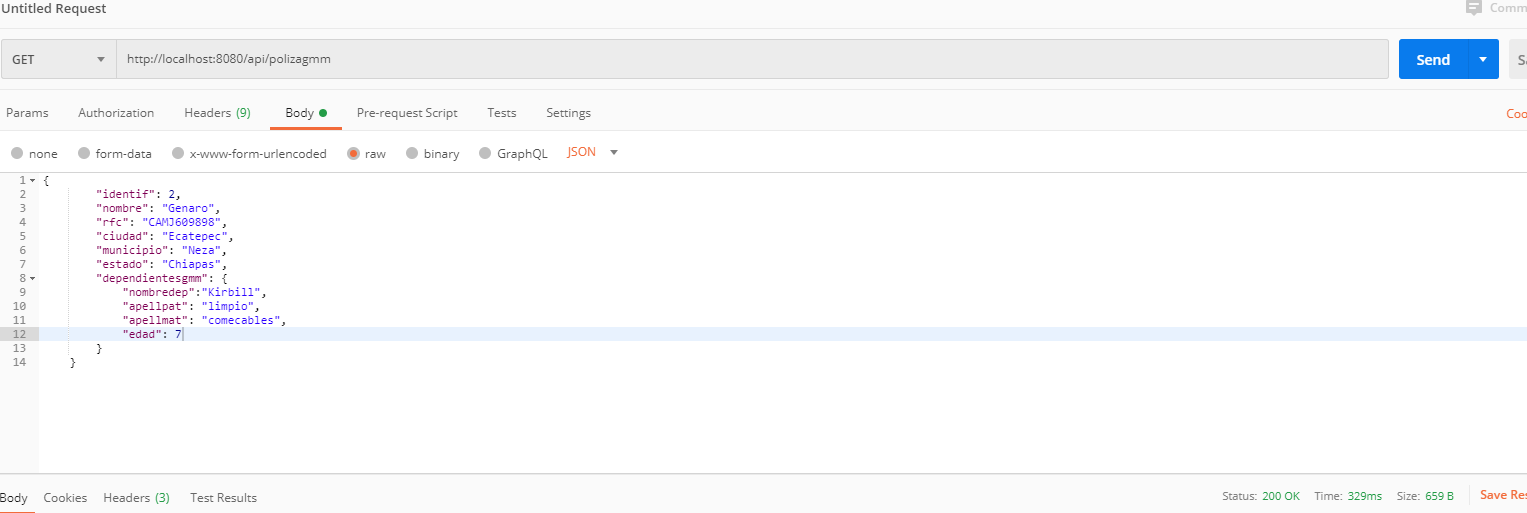 Untitled Request
Comm
GET http://localhost:8080/api/polizagmm Send Sa
Params Authorization Headers (9) Body Pre-request Script Tests Settings Coo
none form-data x-www-form-urlencoded raw binary GraphQL JSON
1 {
2 "identif": 2,
3 "nombre": "Genaro",
4 "rfc": "CAMJ609898",
5 "ciudad": "Ecatepec",
6 "municipio": "Neza",
7 "estado": "Chiapas",
8 "dependientesgmm": {
9 "nombredep":"Kirbill",
10 "apellpat": "limpio",
11 "apellmat": "comecables",
12 "edad": 7
13 }
14 }
Body Cookies Headers (3) Test Results Status: 200 OK Time: 329ms Size: 659 B Save Res